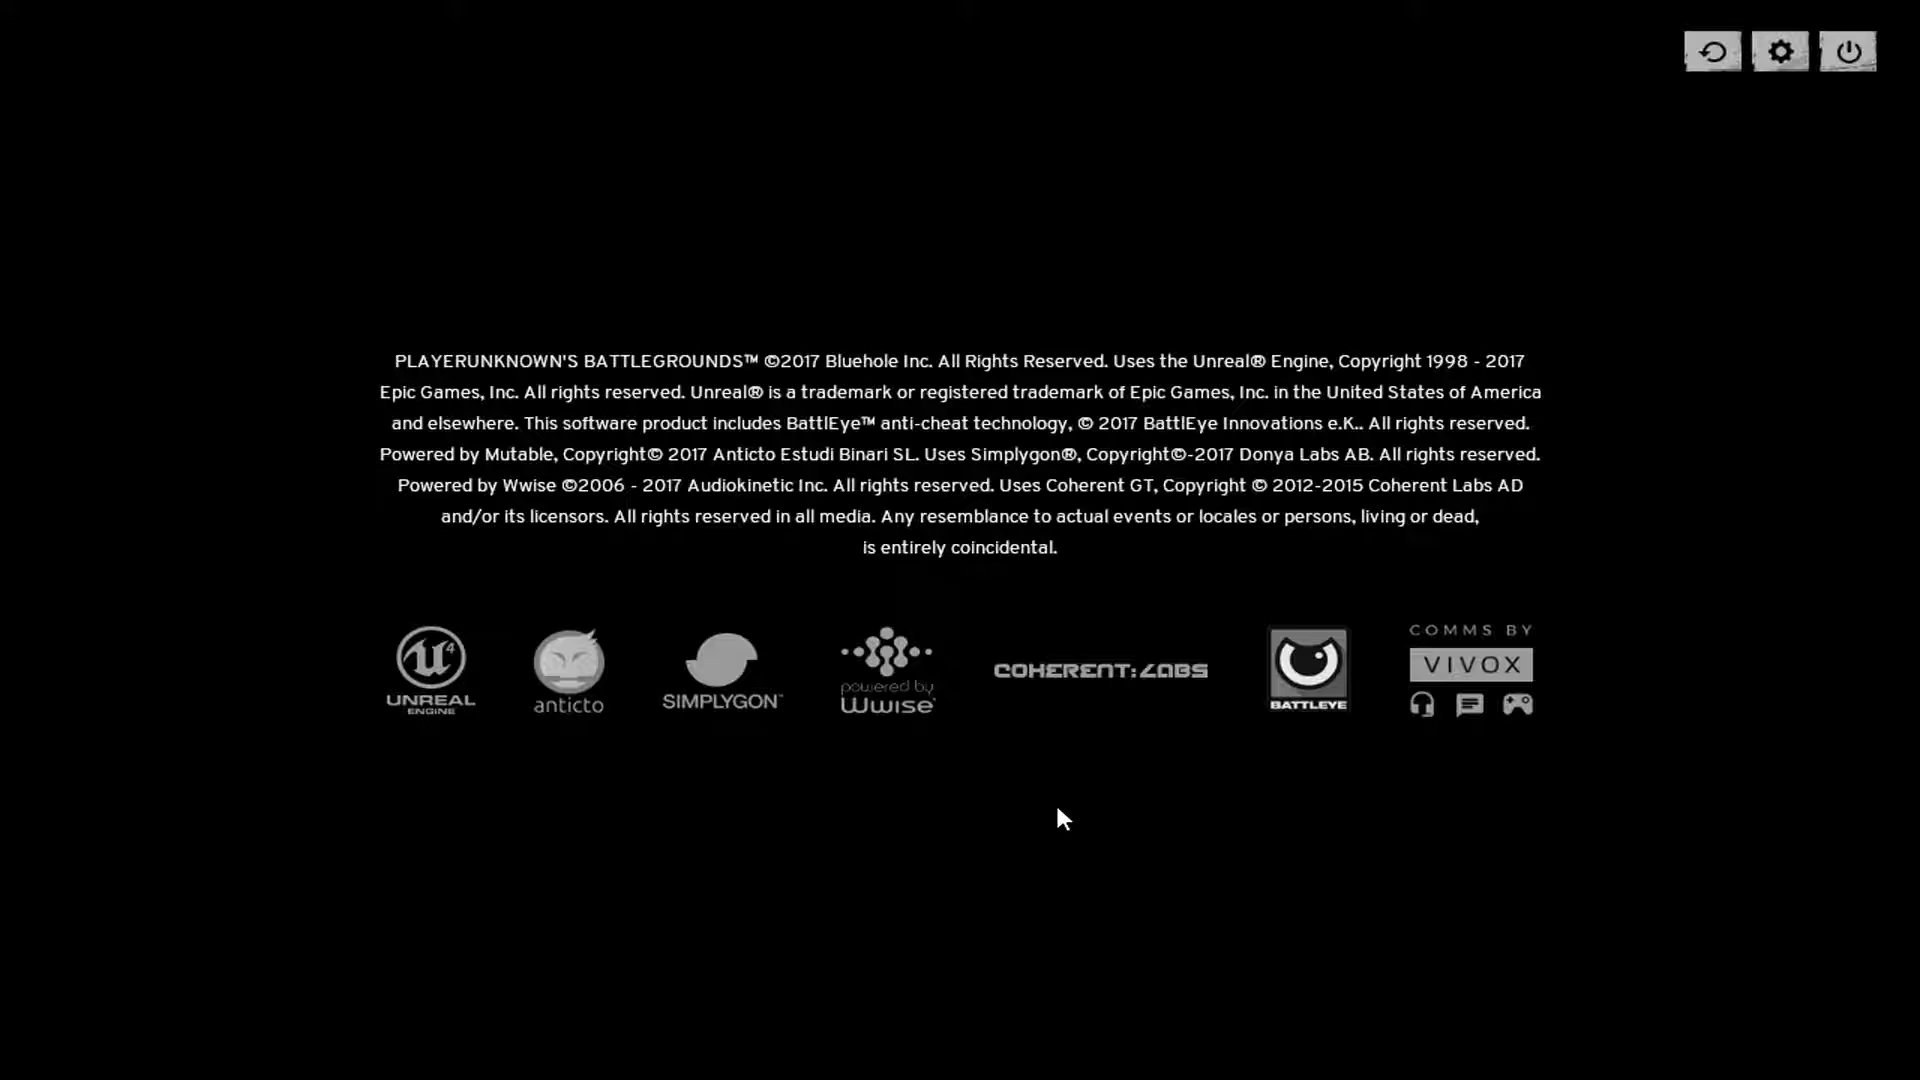 PLAYERUNKNOWN'S BATTLEGROUNDS™ ©2017 Bluehole Inc. All Rights Reserved. Uses the Unreal® Engine, Copyright 1998 - 2017
Epic Games, Inc. All rights reserved. Unreal® is a trademark or registered trademark of Epic Games, Inc. in the United States of America
and elsewhere. This software product includes BattlEye™ anti-cheat technology, © 2017 BattlEye Innovations e.K.. All rights reserved.
Powered by Mutable, Copyright© 2017 Anticto Estudi Binari SL. Uses Simplygon®, Copyright©-2017 Donya Labs AB. All rights reserved.
Powered by Wwise ©2006 - 2017 Audiokinetic Inc. All rights reserved. Uses Coherent GT, Copyright © 2012-2015 Coherent Labs AD
and/or its licensors. All rights reserved in all media. Any resemblance to actual events or locales or persons, living or dead,
is entirely coincidental.
U4
UNREAL
ENGINE
anticto
SIMPLYGON™
powered by
Wwise
COHERENT:LABS
BATTLEYE
COMMS BY
VIVOX